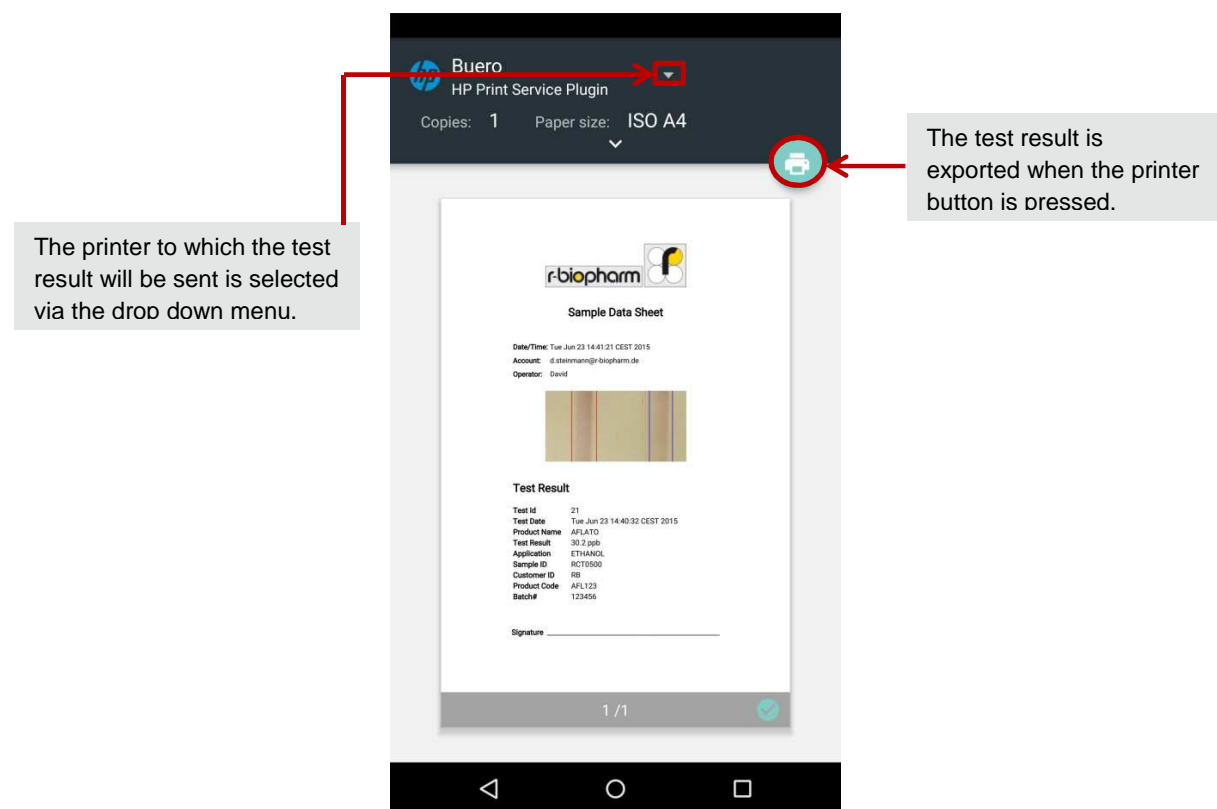 hp
Buero
HP Print Service Plugin
Copies: 1 Paper size: ISO A4
The test result is
exported when the printer
button is pressed.
The printer to which the test
result will be sent is selected
via the drop down menu.
r-biopharm
Sample Data Sheet
Date/Time: Tue Jun 23 14:41:21 CEST 2015
Account: d.steinmann@r-biopharm.de
Operator: David
Test Result
Test Id 21
Test Date Tue Jun 23 14:40:32 CEST 2015
Product Name AFLATO
Test Result 30.2 ppb
Application ETHANOL
Sample ID RCT0500
Customer ID RB
Product Code AFL123
Batch# 123456
Signature
1 /1